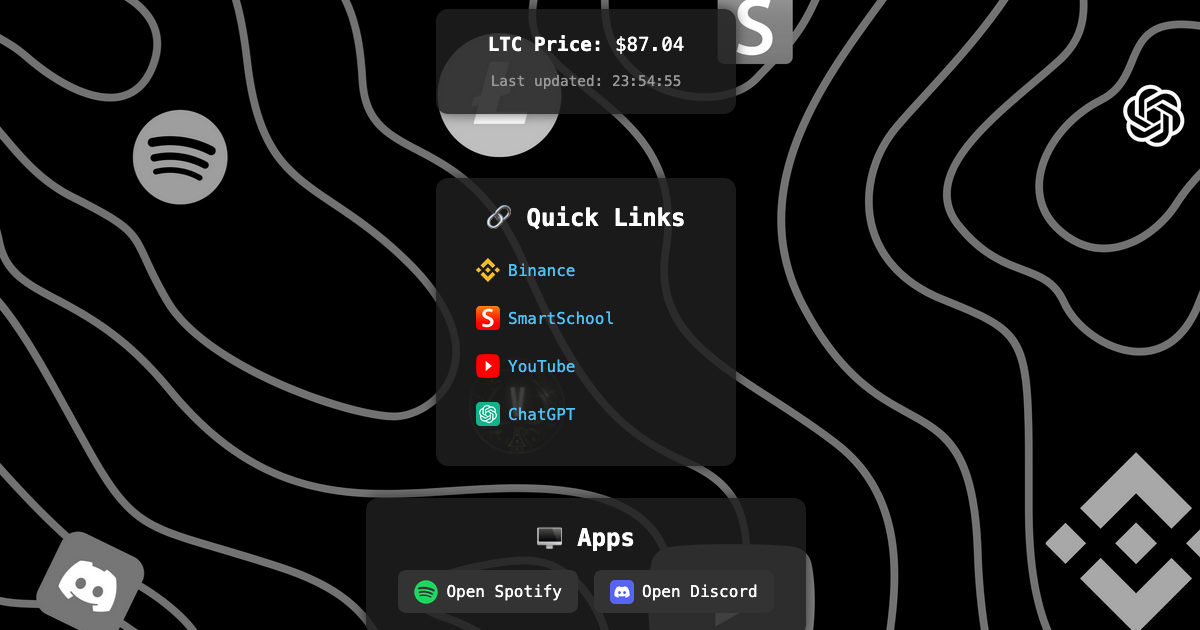 LTC Price: $87.04
Last updated: 23:54:55
Quick Links
Binance
SmartSchool
YouTube
ChatGPT
Apps
Open Spotify
Open Discord